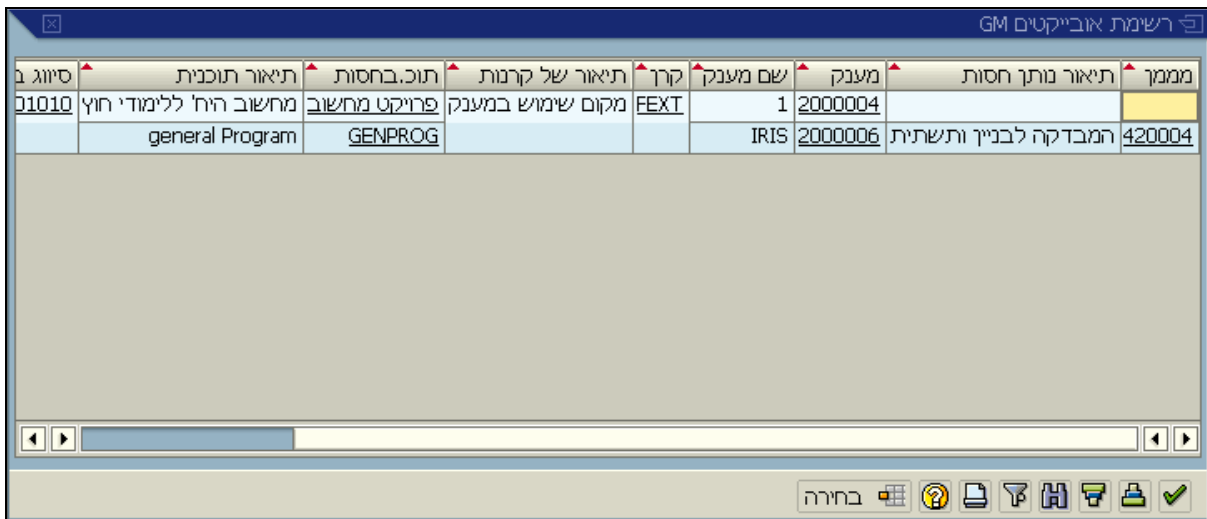 רשימת אובייקטים GM
מממך תיאור נותן חסות מענק שם מענק קרן תיאור של קרנות תוכ.בחסות תיאור תוכנית סיווג ב
2000004 1 FEXT מקום שימוש במענק פרויקט מחשוב מחשוב היח' ללימודי חוץ 01010
420004 המבדקה לבניין ותשתית 2000006 IRIS GENPROG general Program
בחירה